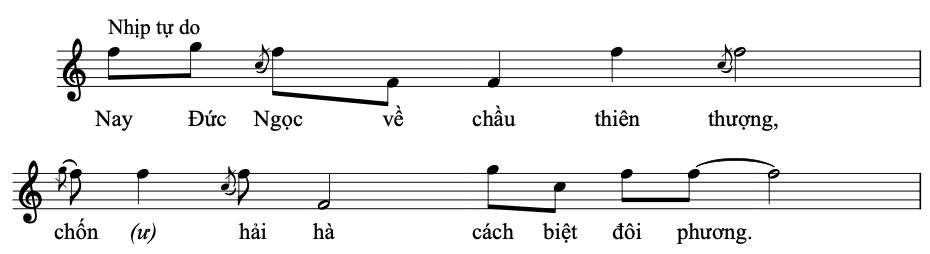 Nhịp tự do
Nay Đức Ngọc về chầu thiên thượng,
chốn (ư) hải hà cách biệt đôi phương.